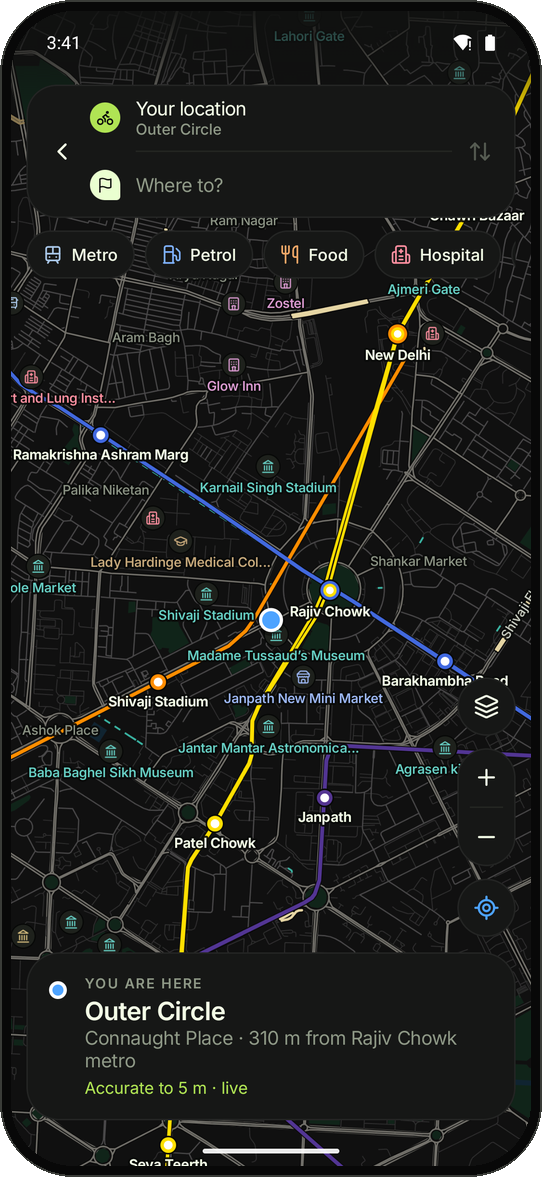 3:41
Lahori Gate
Your location
Outer Circle
Where to?
Ram Nagar
Chawri Bazaar
Metro
Petrol
Food
Hospital
Zostel
Ajmeri Gate
Aram Bagh
New Delhi
Glow Inn
rt and Lung Inst...
Ramakrishna Ashram Marg
Karnail Singh Stadium
Palika Niketan
Lady Hardinge Medical Col...
Shankar Market
ole Market
Shivaji Stadium
Rajiv Chowk
Shivaji
Madame Tussaud's Museum
Barakhambha Road
Shivaji Stadium
Janpath New Mini Market
Ashok Place
Jantar Mantar Astronomica...
Baba Baghel Sikh Museum
Agrasen k
Janpath
Patel Chowk
YOU ARE HERE
Outer Circle
Connaught Place · 310 m from Rajiv Chowk
metro
Accurate to 5 m · live
Seva Teerth